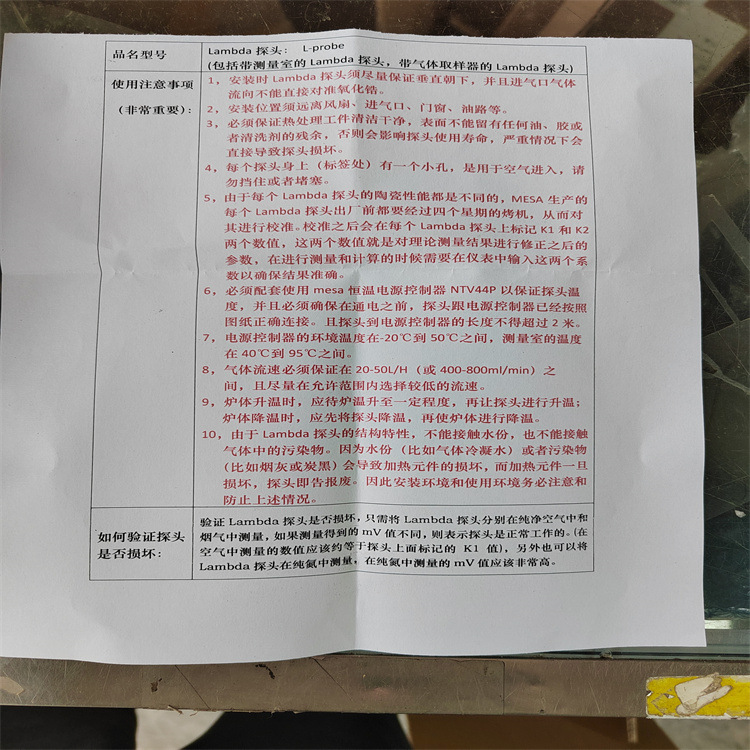 品名型号
Lambda 探头： L-probe
(包括带测量室的 Lambda 探头，带气体取样器的 Lambda 探头)
使用注意事项
(非常重要)：
1，安装时 Lambda 探头须尽量保证垂直朝下，并且进气口气体
流向不能直接对准氧化锆。
2，安装位置须远离风扇、进气口、门窗、油路等。
3，必须保证热处理工件清洁干净，表面不能留有任何油、胶或
者清洗剂的残余，否则会影响探头使用寿命，严重情况下会
直接导致探头损坏。
4，每个探头身上（标签处）有一个小孔，是用于空气进入，请
勿挡住或者堵塞。
5，由于每个 Lambda 探头的陶瓷性能都是不同的，MESA 生产的
每个 Lambda 探头出厂前都要经过四个星期的烤机，从而对
其进行校准。校准之后会在每个 Lambda 探头上标记 K1 和 K2
两个数值，这两个数值就是对理论测量结果进行修正之后的
参数，在进行测量和计算的时候需要在仪表中输入这两个系
数以确保结果准确。
6，必须配套使用 mesa 恒温电源控制器 NTV44P 以保证探头温
度，并且必须确保在通电之前，探头跟电源控制器已经按照
图纸正确连接。且探头到电源控制器的长度不得超过 2 米。
7，电源控制器的环境温度在-20℃到 50℃之间，测量室的温度
在 40℃到 95℃之间。
8，气体流速必须保证在 20-50L/H（或 400-800ml/min）之
间，且尽量在允许范围内选择较低的流速。
9，炉体升温时，应待炉温升至一定程度，再让探头进行升温；
炉体降温时，应先将探头降温，再使炉体进行降温。
10，由于 Lambda 探头的结构特性，不能接触水份，也不能接触
气体中的污染物。因为水份（比如气体冷凝水）或者污染物
(比如烟灰或炭黑) 会导致加热元件的损坏，而加热元件一旦
损坏，探头即告报废。因此安装环境和使用环境务必注意和
防止上述情况。
如何验证探头
是否损坏：
验证 Lambda 探头是否损坏，只需将 Lambda 探头分别在纯净空气中和
烟气中测量，如果测量得到的 mV 值不同，则表示探头是正常工作的。(在
空气中测量的数值应该约等于探头上面标记的 K1 值)，另外也可以将
Lambda 探头在纯氮中测量，在纯氮中测量的 mV 值应该非常高。